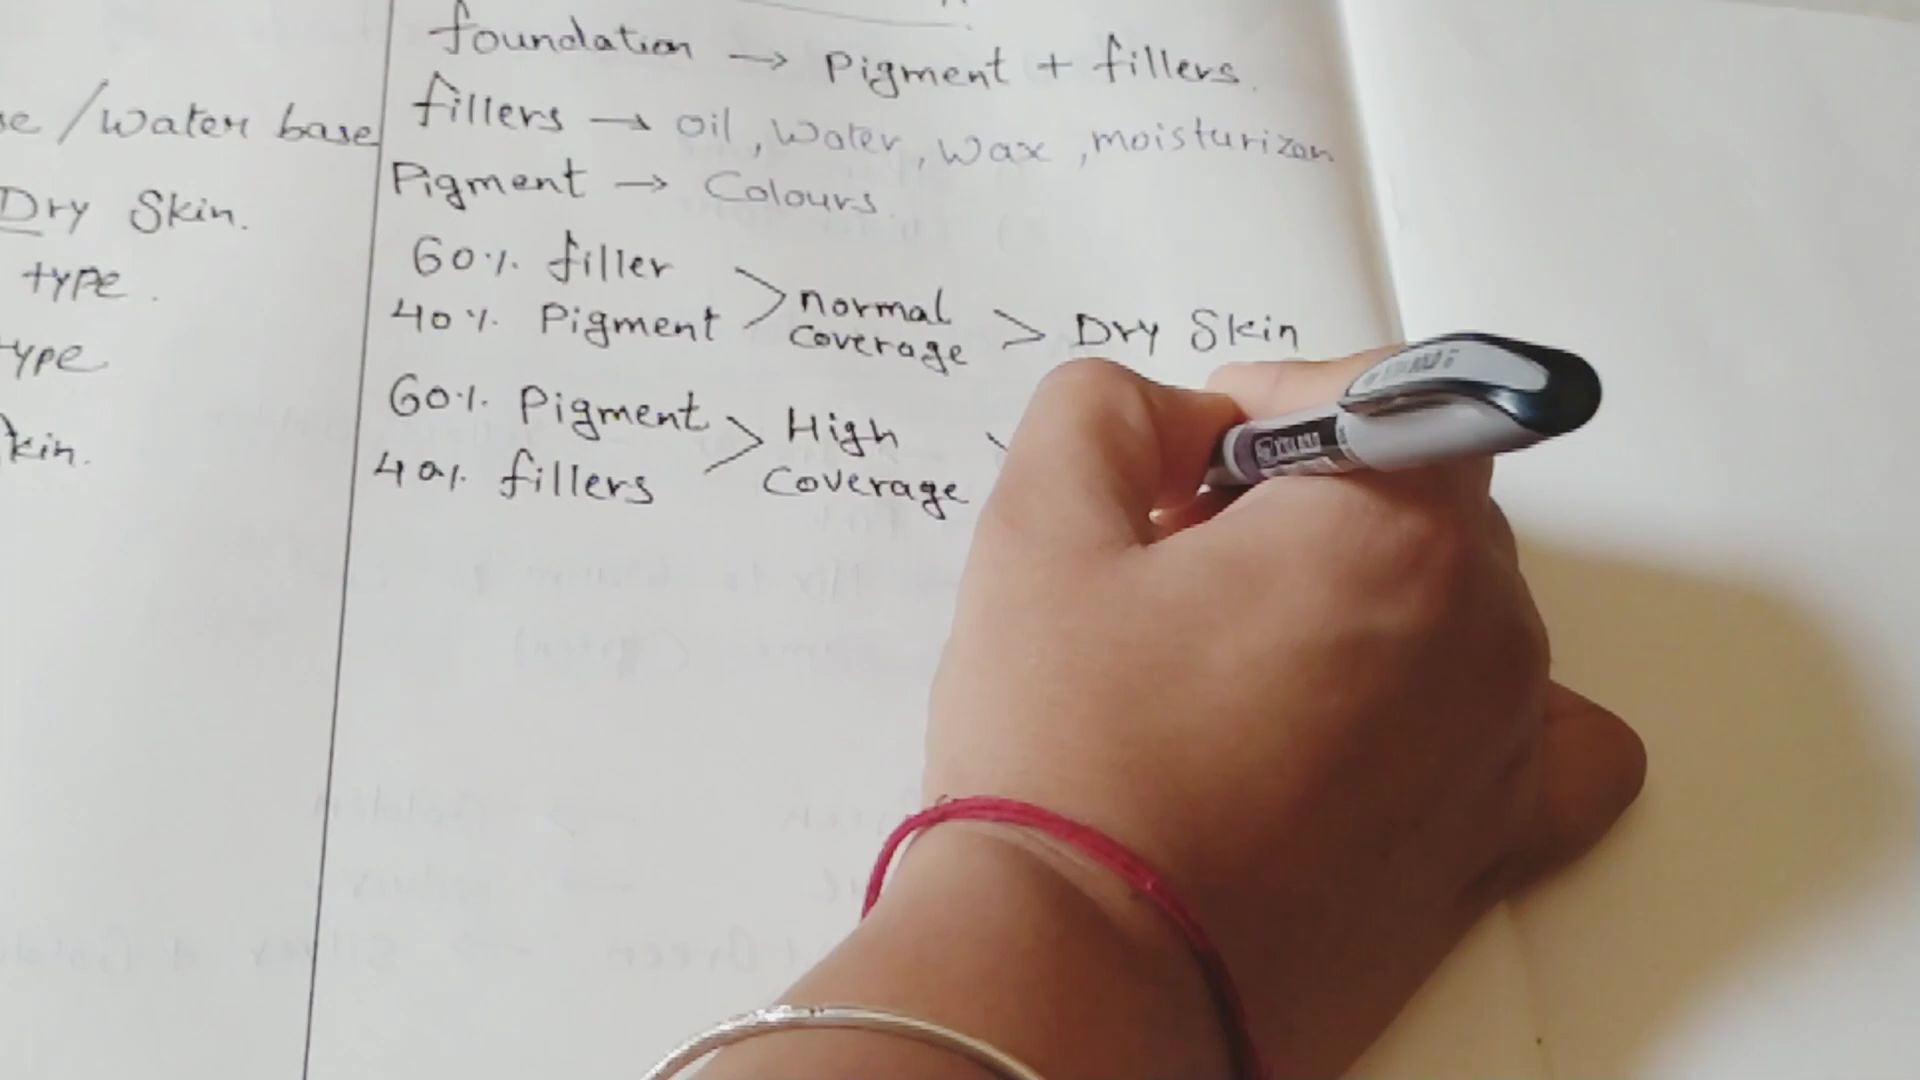 foundation → Pigment + fillers.
se / Water base
fillers → oil, Water, Wax, moisturizer
Pigment → Colours.
Dry Skin.
60% filler
40% Pigment > normal coverage > Dry Skin
type.
type
60% Pigment
40% fillers > High Coverage
kin.